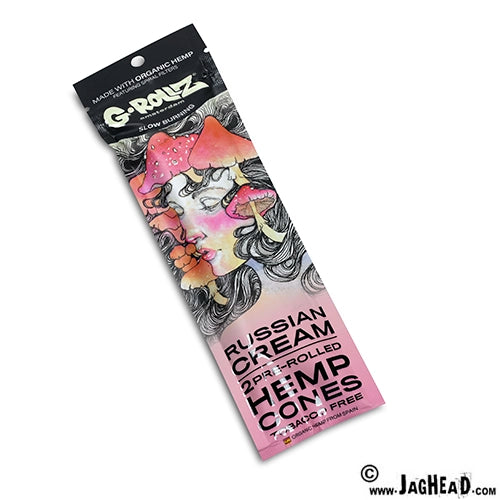 MADE WITH ORGANIC HEMP
FEATURING SPIRAL FILTERS
G-ROLLZ
amsterdam
SLOW BURNING
RUSSIAN
CREAM
2 PRE-ROLLED
HEMP
CONES
TOBACCO FREE
ORGANIC HEMP FROM SPAIN
© www.JAGHEAD.com